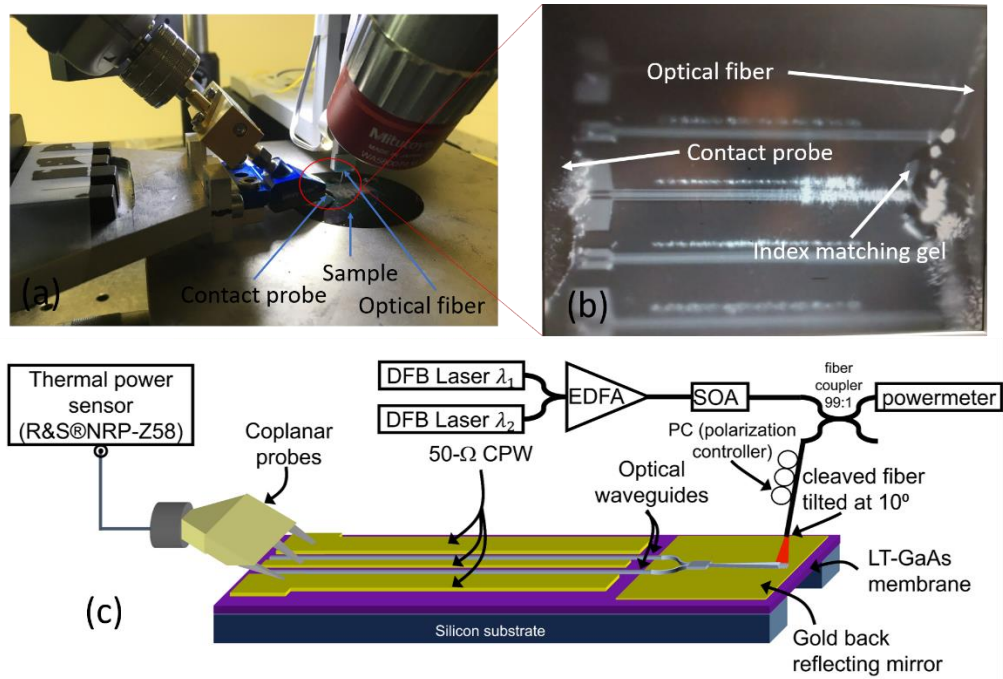 Mitutoyo
(a)
Sample
Contact probe
Optical fiber
Optical fiber
Contact probe
Index matching gel
(b)
Thermal power
sensor
(R&S®NRP-Z58)
Coplanar
probes
DFB Laser λ1
DFB Laser λ2
EDFA
SOA
fiber
coupler
99:1
powermeter
50-Ω CPW
PC (polarization
controller)
Optical
waveguides
cleaved fiber
tilted at 10º
LT-GaAs
membrane
(c)
Silicon substrate
Gold back
reflecting mirror